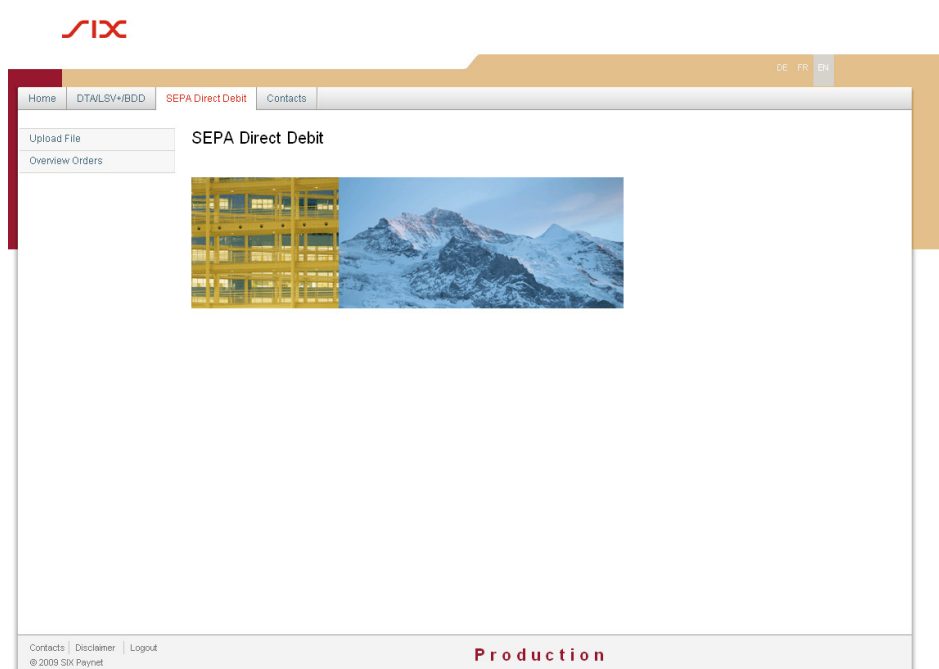 SIX
DE FR EN
Home DTA/LSV+/BDD SEPA Direct Debit Contacts
Upload File
Overview Orders
SEPA Direct Debit
Contacts Disclaimer Logout
© 2009 SIX Paynet
Production